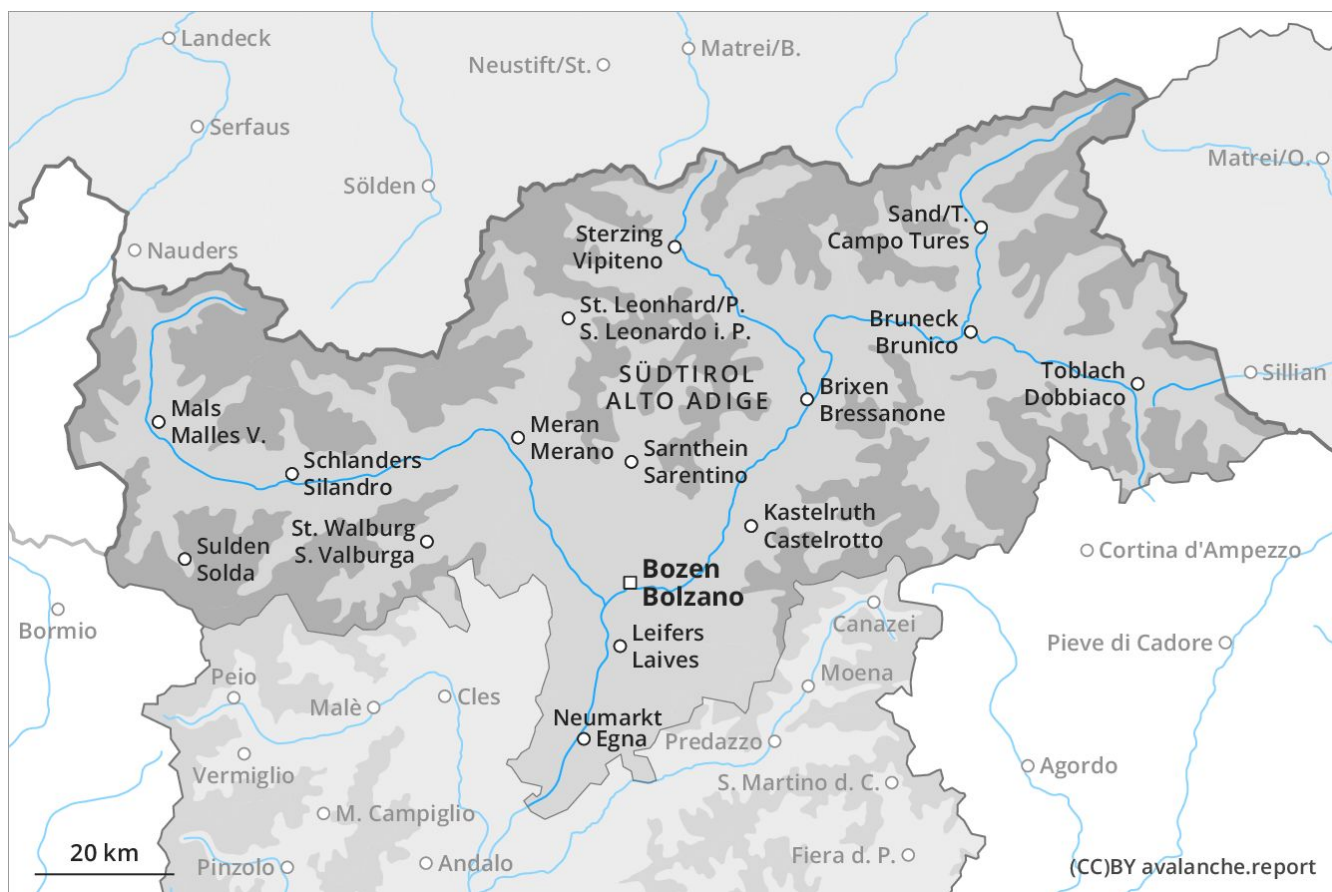 Landeck
Neustift/St.
Matrei/B.
Serfaus
Sölden
Matrei/O.
Nauders
Sand/T.
Campo Tures
Sterzing
Vipiteno
St. Leonhard/P.
S. Leonardo i. P.
Bruneck
Brunico
SÜDTIROL
ALTO ADIGE
Toblach
Dobbiaco
Sillian
Brixen
Bressanone
Mals
Malles V.
Meran
Merano
Sarnthein
Sarentino
Schlanders
Silandro
St. Walburg
S. Valburga
Kastelruth
Castelrotto
Sulden
Solda
Cortina d'Ampezzo
Bozen
Bolzano
Bormio
Leifers
Laives
Canazei
Pieve di Cadore
Peio
Malè
Cles
Moena
Neumarkt
Egna
Predazzo
Vermiglio
Agordo
S. Martino d. C.
M. Campiglio
20 km
Pinzolo
Andalo
Fiera d. P.
(CC)BY avalanche.report